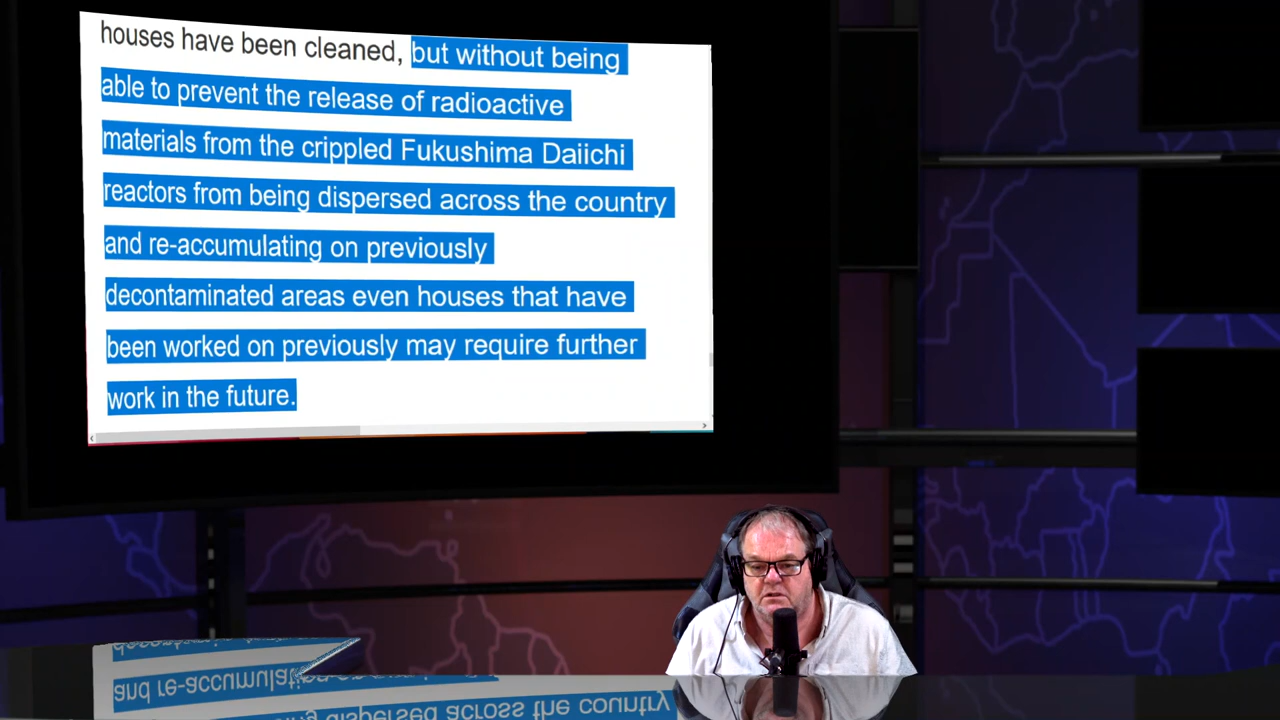 houses have been cleaned, but without being
able to prevent the release of radioactive
materials from the crippled Fukushima Daiichi
reactors from being dispersed across the country
and re-accumulating on previously
decontaminated areas even houses that have
been worked on previously may require further
work in the future.